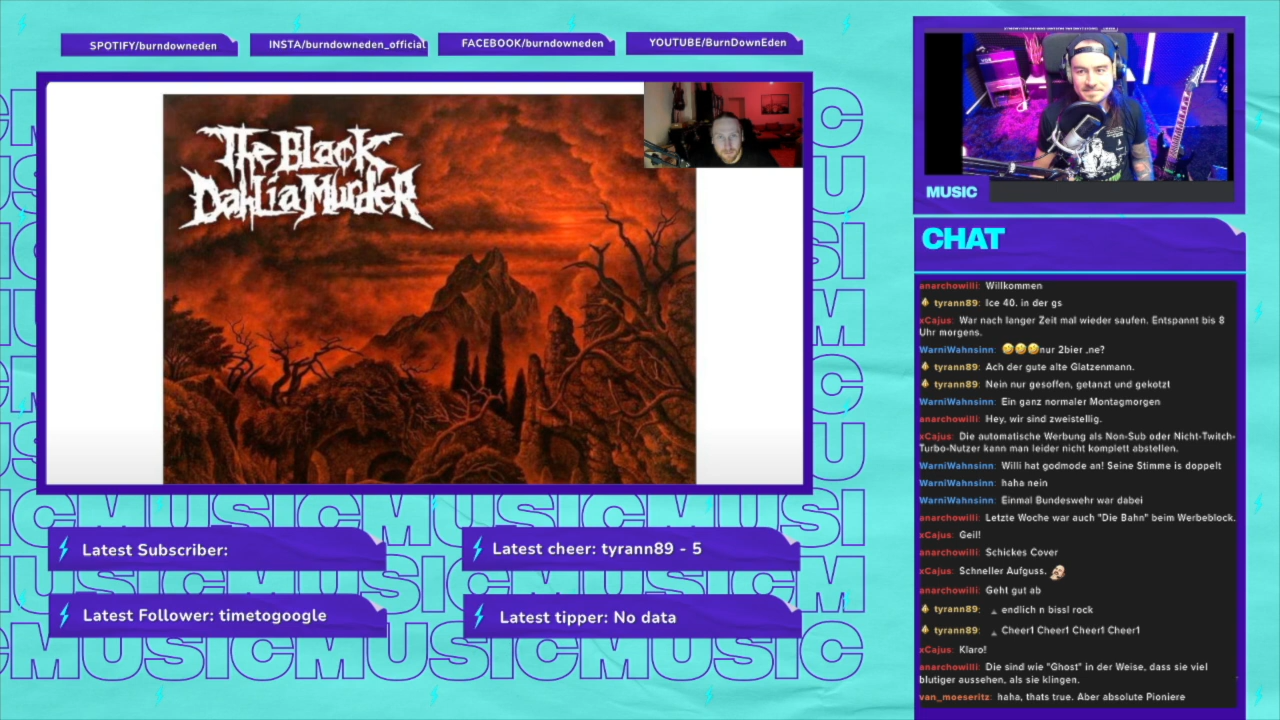 SPOTIFY/burndowneden
INSTA/burndowneden_official
FACEBOOK/burndowneden
YOUTUBE/BurnDownEden
The Black
Dahlia Murder
MUSIC
CHAT
anarchowilli: Willkommen
tyrann89: Ice 40. in der gs
xCajus: War nach langer Zeit mal wieder saufen. Entspannt bis 8
Uhr morgens.
WarniWahnsinn: 🤣🤣🤣nur 2bier .ne?
tyrann89: Ach der gute alte Glatzenmann.
tyrann89: Nein nur gesoffen, getanzt und gekotzt
WarniWahnsinn: Ein ganz normaler Montagmorgen
anarchowilli: Hey, wir sind zweistellig.
xCajus: Die automatische Werbung als Non-Sub oder Nicht-Twitch-
Turbo-Nutzer kann man leider nicht komplett abstellen.
WarniWahnsinn: Willi hat godmode an! Seine Stimme is doppelt
WarniWahnsinn: haha nein
WarniWahnsinn: Einmal Bundeswehr war dabei
anarchowilli: Letzte Woche war auch "Die Bahn" beim Werbeblock.
xCajus: Geil!
anarchowilli: Schickes Cover
xCajus: Schneller Aufguss.
anarchowilli: Geht gut ab
tyrann89: endlich n bissl rock
tyrann89: Cheer1 Cheer1 Cheer1 Cheer1
xCajus: Klaro!
anarchowilli: Die sind wie "Ghost" in der Weise, dass sie viel
blutiger aussehen, als sie klingen.
van_moeseritz: haha, thats true. Aber absolute Pioniere
Latest Subscriber:
Latest cheer: tyrann89 - 5
Latest Follower: timetogoogle
Latest tipper: No data
MUSICMUSICMUSICMUSIC